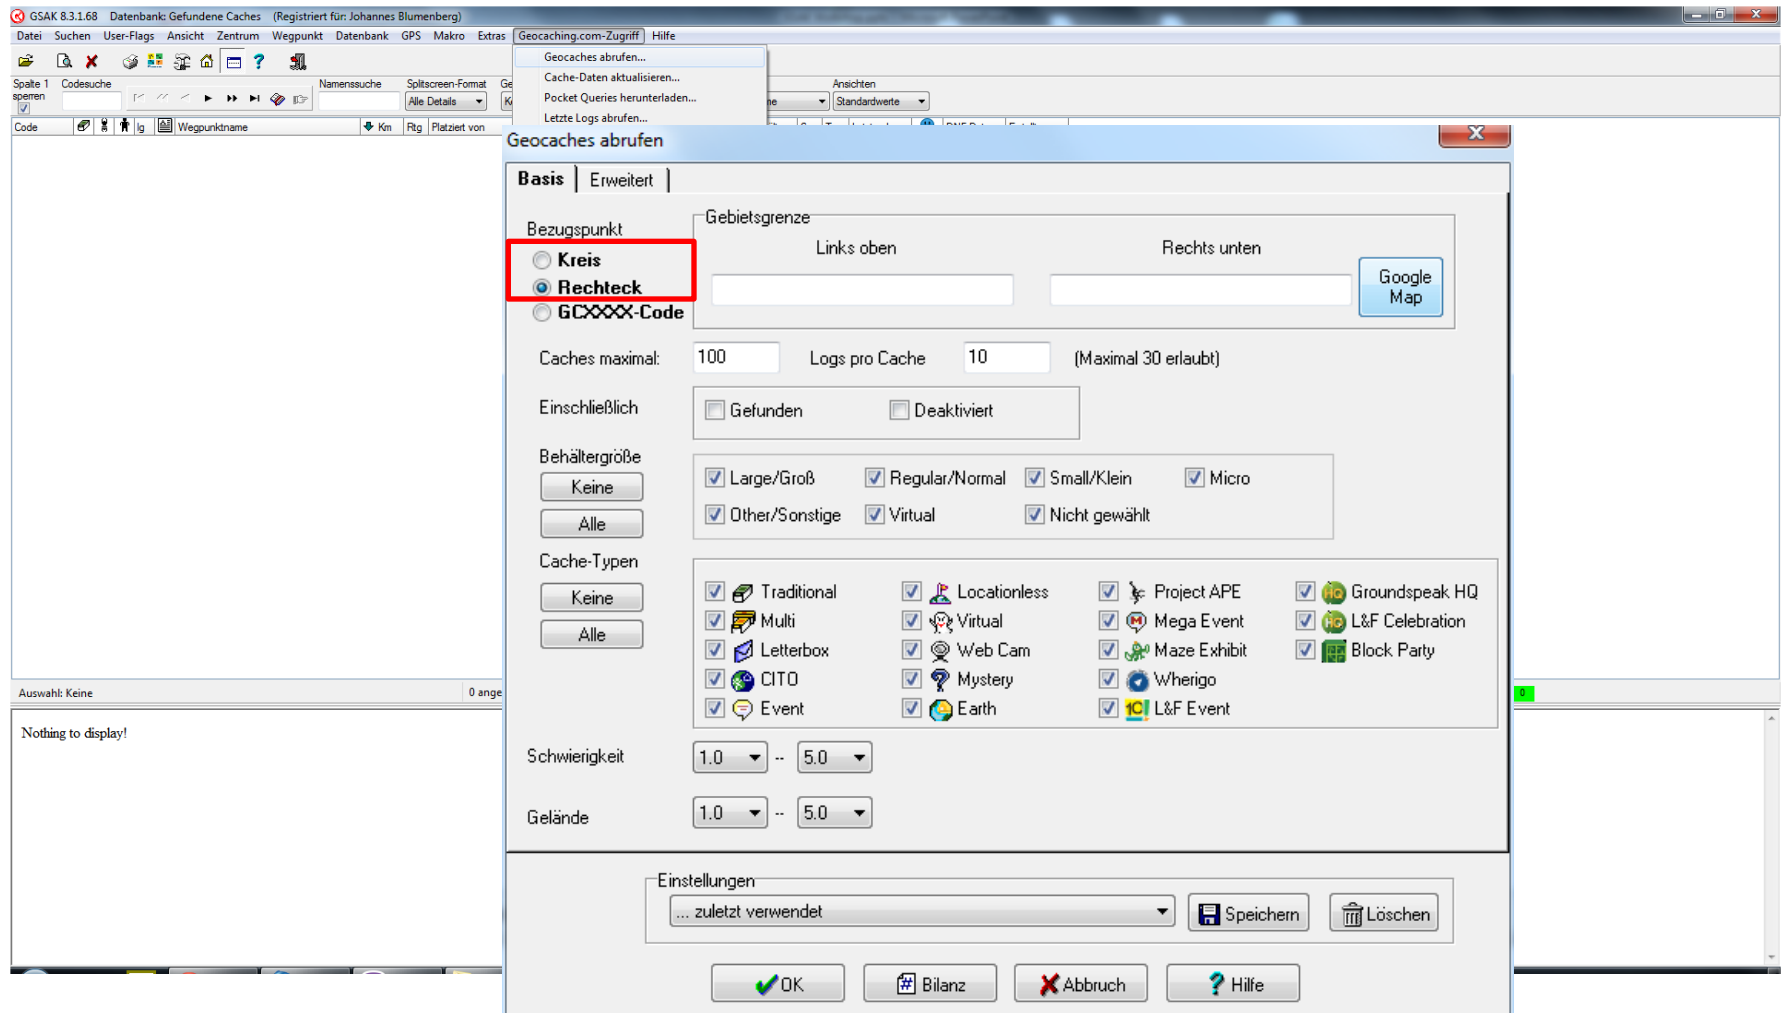 GSAK 8.3.1.68 Datenbank: Gefundene Caches (Registriert für: Johannes Blumenberg)
Datei Suchen User-Flags Ansicht Zentrum Wegpunkt Datenbank GPS Makro Extras Geocaching.com-Zugriff Hilfe
Geocaches abrufen...
Cache-Daten aktualisieren...
Pocket Queries herunterladen...
Letzte Logs abrufen...
Spalte 1 sperren
Codesuche
Namenssuche
Splitscreen-Format
Alle Details
Ansichten
Standardwerte
Code Ig Wegpunktname Km Rtg Platziert von
Geocaches abrufen
Basis Erweitert
Bezugspunkt
Kreis
Rechteck
GCXXXX-Code
Gebietsgrenze
Links oben Rechts unten
Google Map
Caches maximal: 100 Logs pro Cache 10 (Maximal 30 erlaubt)
Einschließlich Gefunden Deaktiviert
Behältergröße
Keine
Alle
Large/Groß Regular/Normal Small/Klein Micro
Other/Sonstige Virtual Nicht gewählt
Cache-Typen
Keine
Alle
Traditional Locationless Project APE Groundspeak HQ
Multi Virtual Mega Event L&F Celebration
Letterbox Web Cam Maze Exhibit Block Party
CITO Mystery Wherigo
Event Earth L&F Event
Schwierigkeit 1.0 -- 5.0
Gelände 1.0 -- 5.0
Einstellungen
... zuletzt verwendet Speichern Löschen
OK Bilanz Abbruch Hilfe
Auswahl: Keine 0 ange
0
Nothing to display!